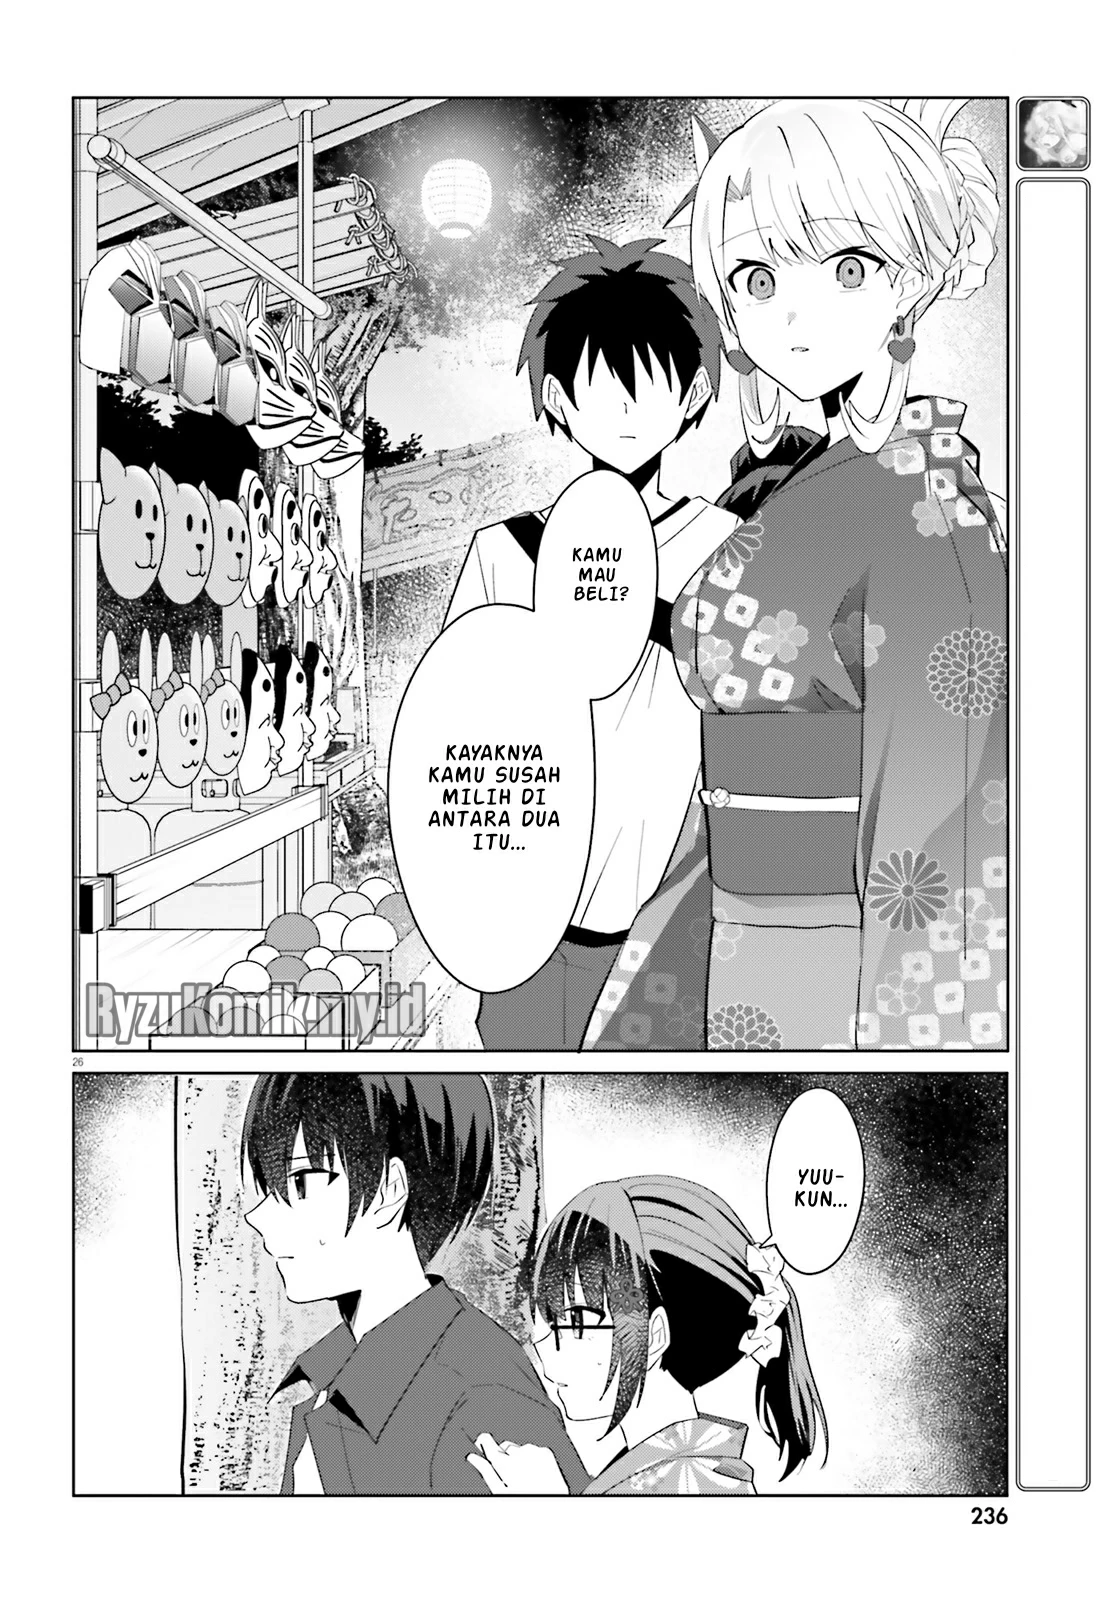 KAMU
MAU
BELI?
KAYAKNYA
KAMU SUSAH
MILIH DI
ANTARA DUA
ITU...
RyzuKomik.my.id
26
YUU-
KUN...
236